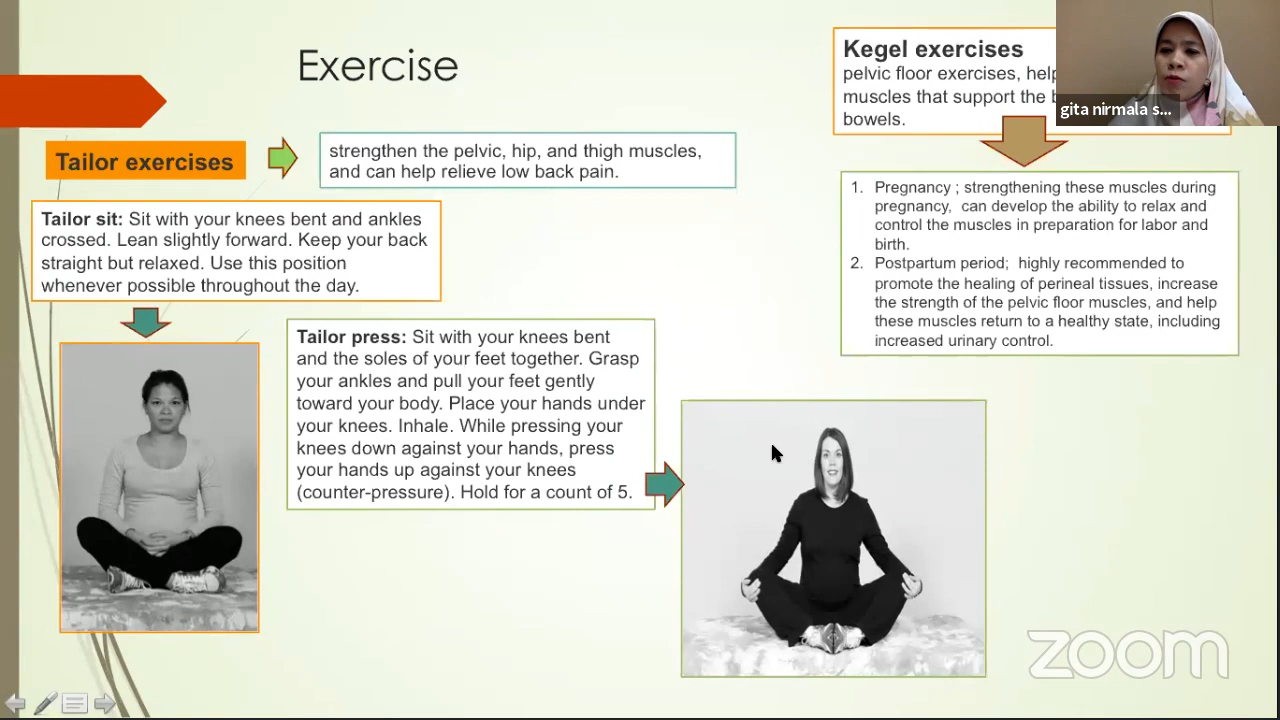 Exercise
Tailor exercises
strengthen the pelvic, hip, and thigh muscles,
and can help relieve low back pain.
Tailor sit: Sit with your knees bent and ankles
crossed. Lean slightly forward. Keep your back
straight but relaxed. Use this position
whenever possible throughout the day.
Tailor press: Sit with your knees bent
and the soles of your feet together. Grasp
your ankles and pull your feet gently
toward your body. Place your hands under
your knees. Inhale. While pressing your
knees down against your hands, press
your hands up against your knees
(counter-pressure). Hold for a count of 5.
Kegel exercises
pelvic floor exercises, help
muscles that support the
bowels.
gita nirmala s...
1. Pregnancy ; strengthening these muscles during
pregnancy, can develop the ability to relax and
control the muscles in preparation for labor and
birth.
2. Postpartum period; highly recommended to
promote the healing of perineal tissues, increase
the strength of the pelvic floor muscles, and help
these muscles return to a healthy state, including
increased urinary control.
zoom